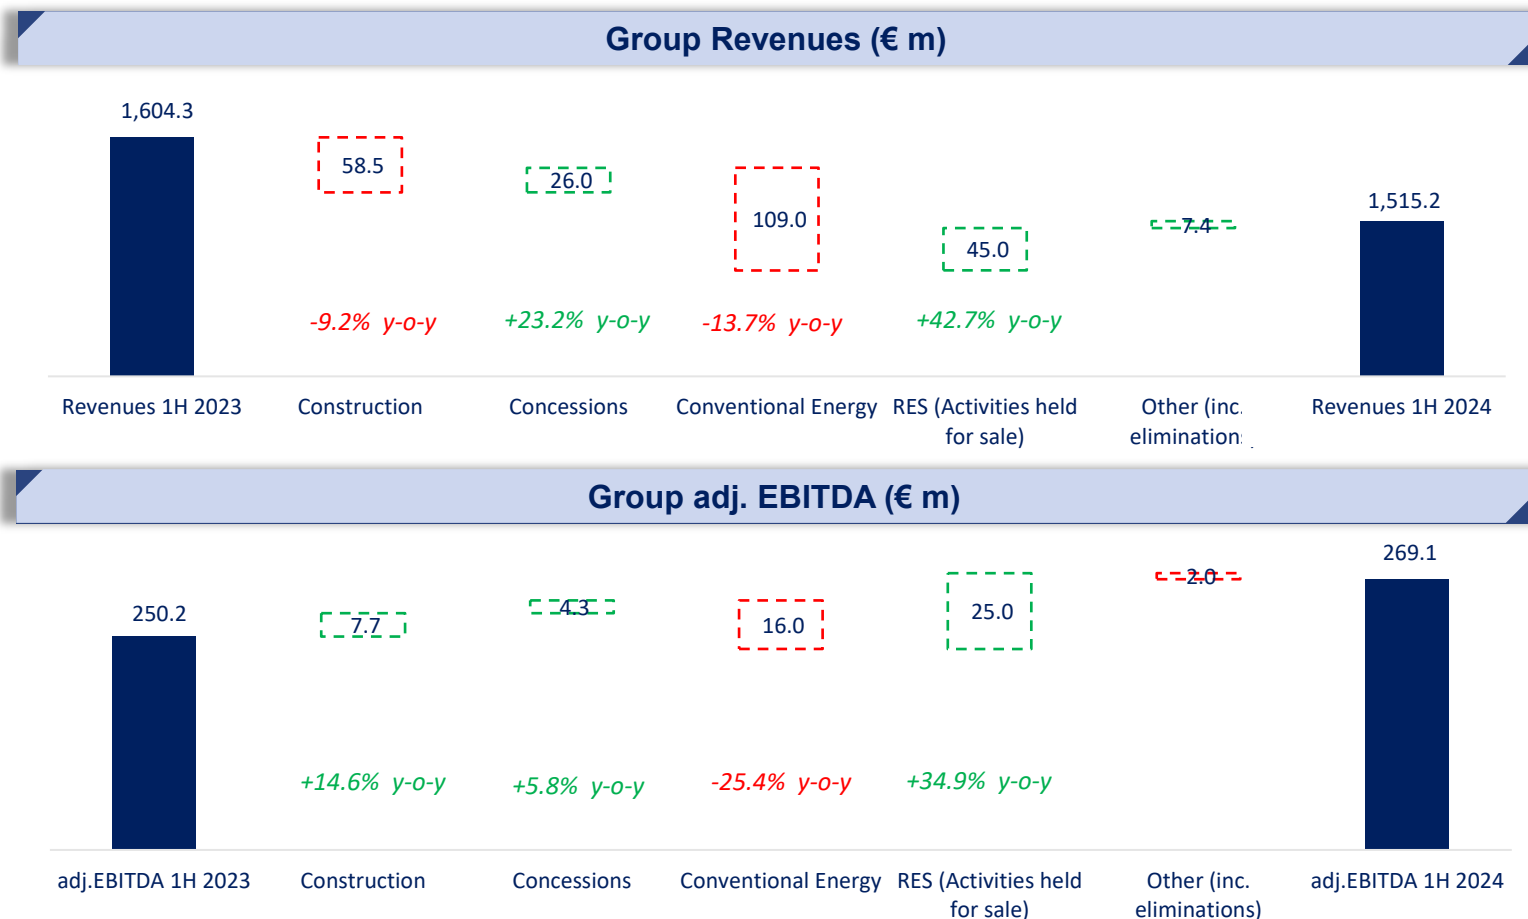 Group Revenues (€ m)
1,604.3
58.5
26.0
109.0
45.0
7.4
1,515.2
-9.2% y-o-y
+23.2% y-o-y
-13.7% y-o-y
+42.7% y-o-y
Revenues 1H 2023
Construction
Concessions
Conventional Energy
RES (Activities held
for sale)
Other (inc.
elimination
Revenues 1H 2024
Group adj. EBITDA (€ m)
250.2
7.7
4.3
16.0
25.0
2.0
269.1
+14.6% y-o-y
+5.8% y-o-y
-25.4% y-o-y
+34.9% y-o-y
adj.EBITDA 1H 2023
Construction
Concessions
Conventional Energy
RES (Activities held
for sale)
Other (inc.
eliminations)
adj.EBITDA 1H 2024